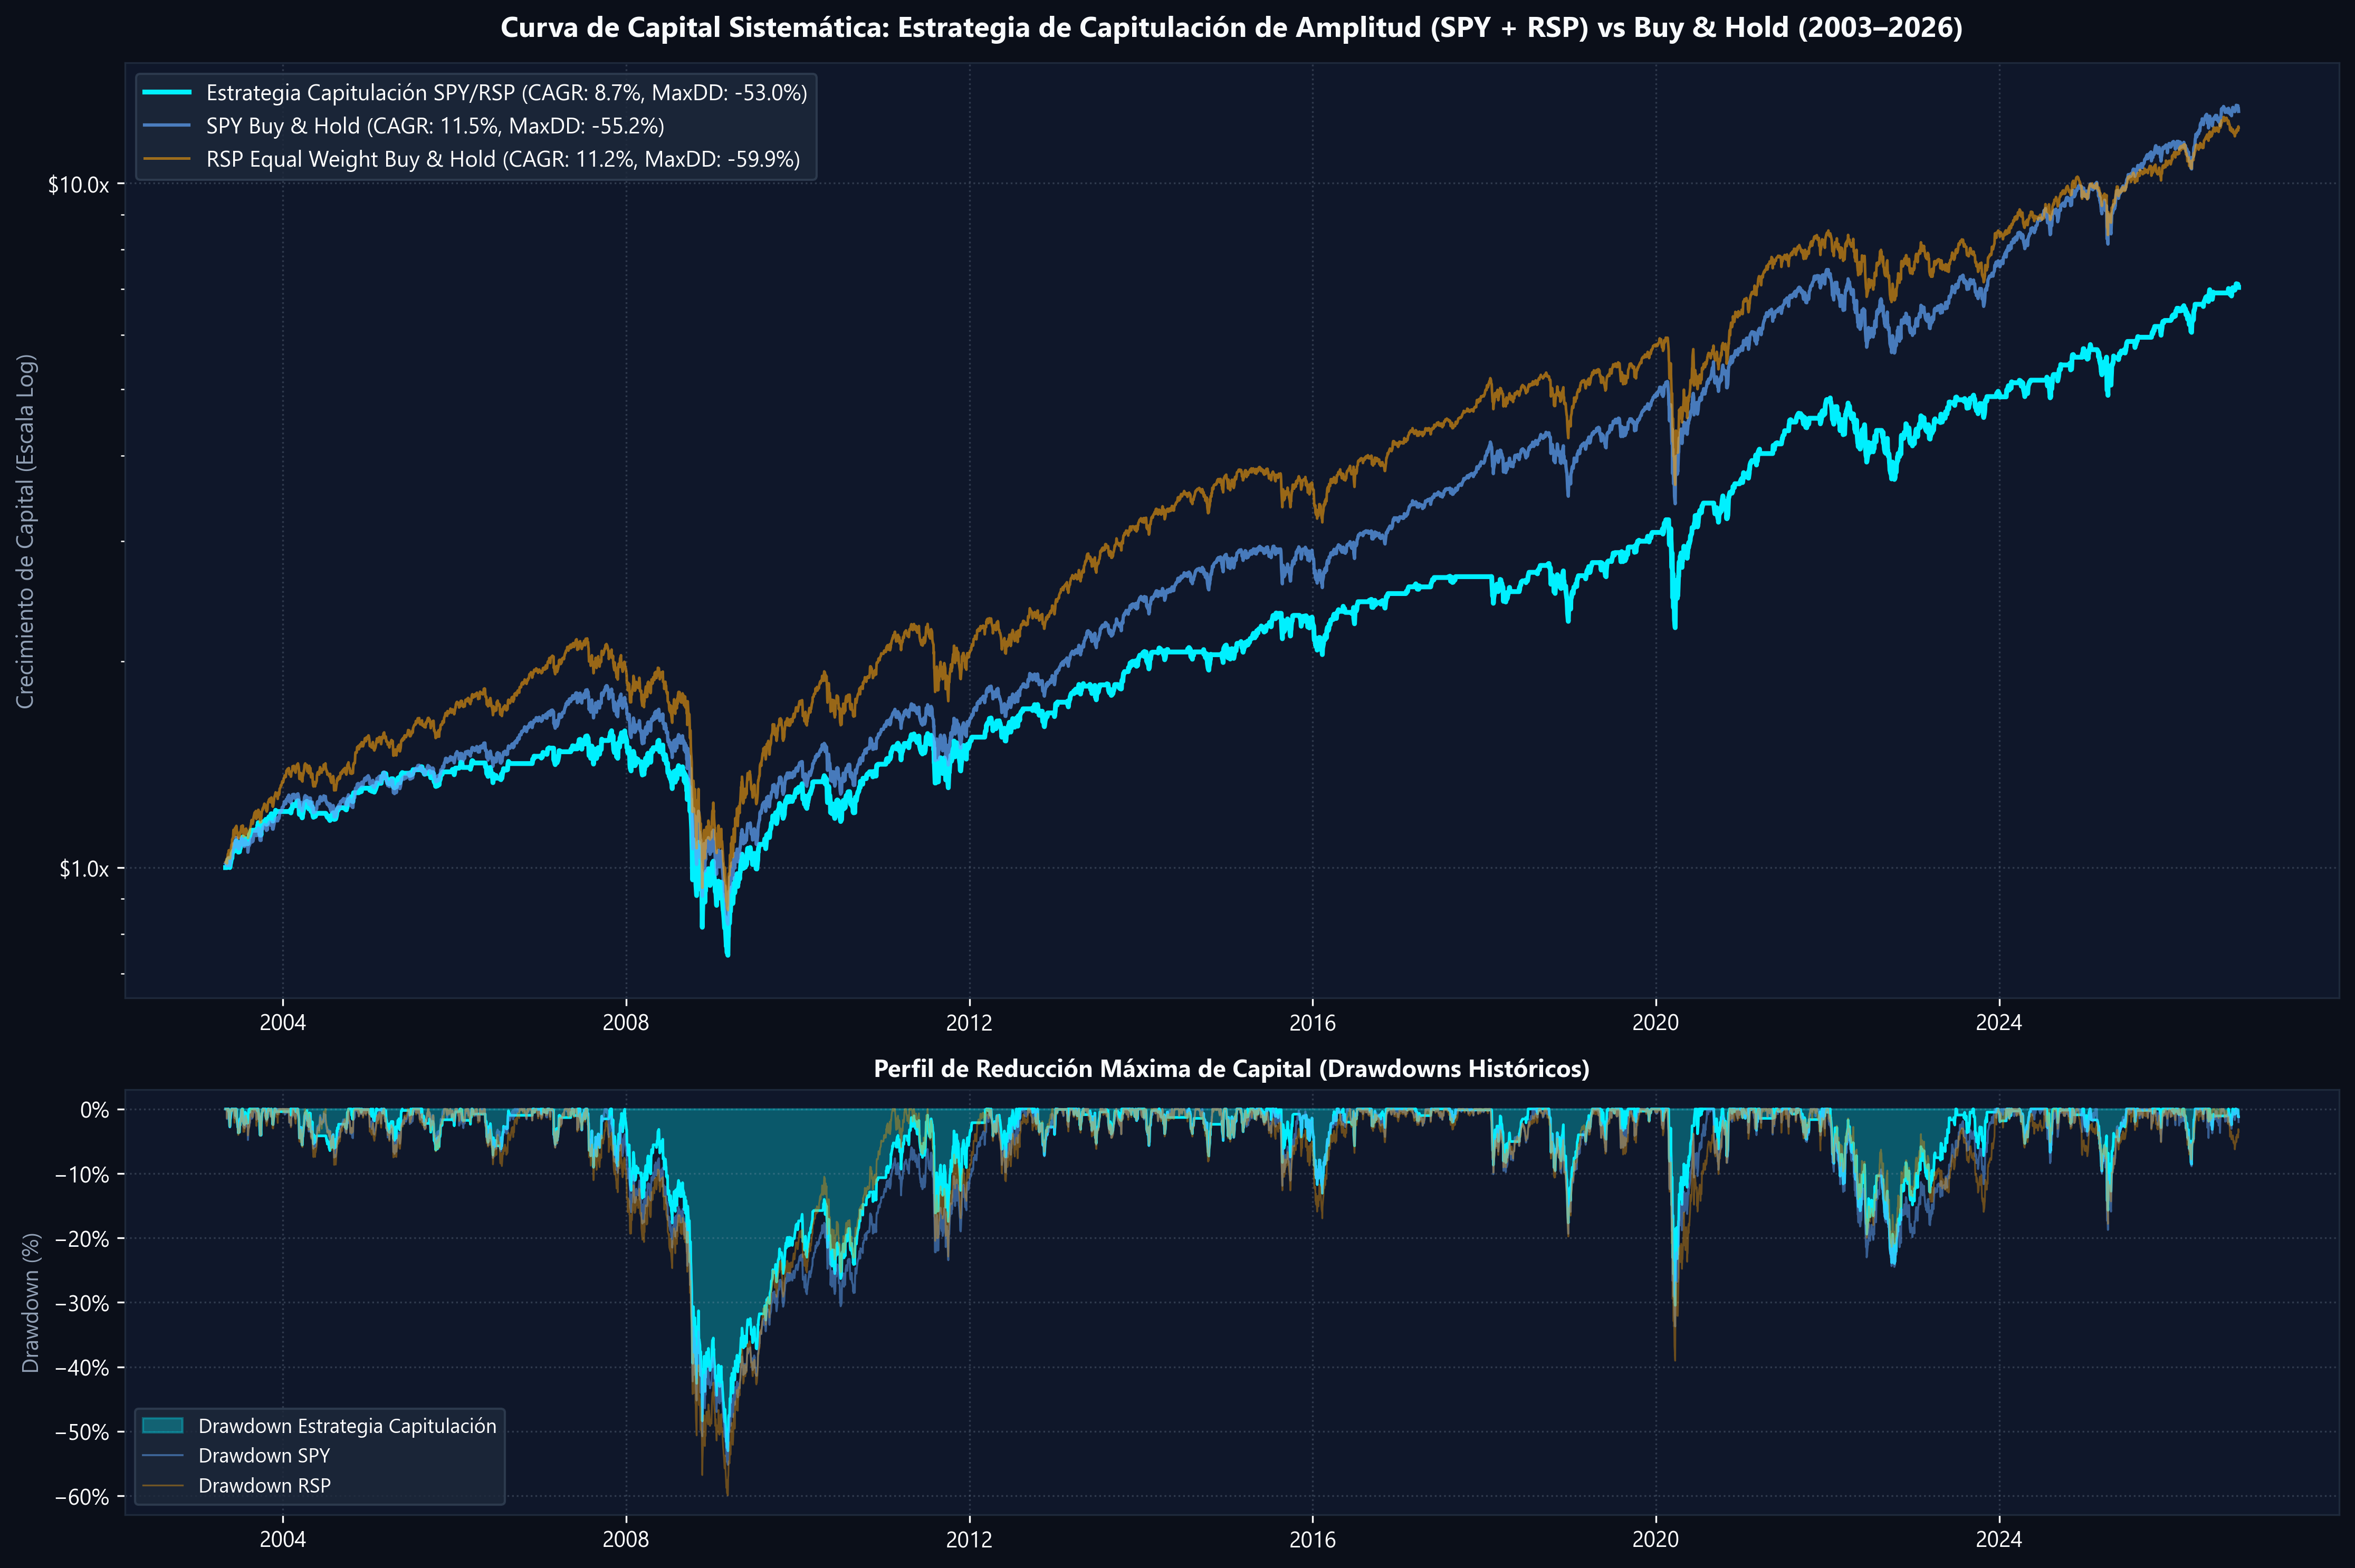 Curva de Capital Sistemática: Estrategia de Capitulación de Amplitud (SPY + RSP) vs Buy & Hold (2003–2026)
Estrategia Capitulación SPY/RSP (CAGR: 8.7%, MaxDD: -53.0%)
SPY Buy & Hold (CAGR: 11.5%, MaxDD: -55.2%)
RSP Equal Weight Buy & Hold (CAGR: 11.2%, MaxDD: -59.9%)
Crecimiento de Capital (Escala Log)
$10.0x
$1.0x
2004
2008
2012
2016
2020
2024
Perfil de Reducción Máxima de Capital (Drawdowns Históricos)
Drawdown (%)
0%
−10%
−20%
−30%
−40%
−50%
−60%
Drawdown Estrategia Capitulación
Drawdown SPY
Drawdown RSP
2004
2008
2012
2016
2020
2024